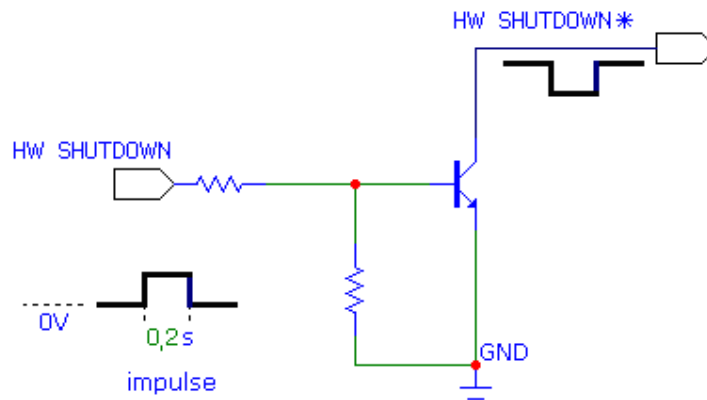 HW SHUTDOWN*
HW SHUTDOWN
0V
0,2s
GND
impulse